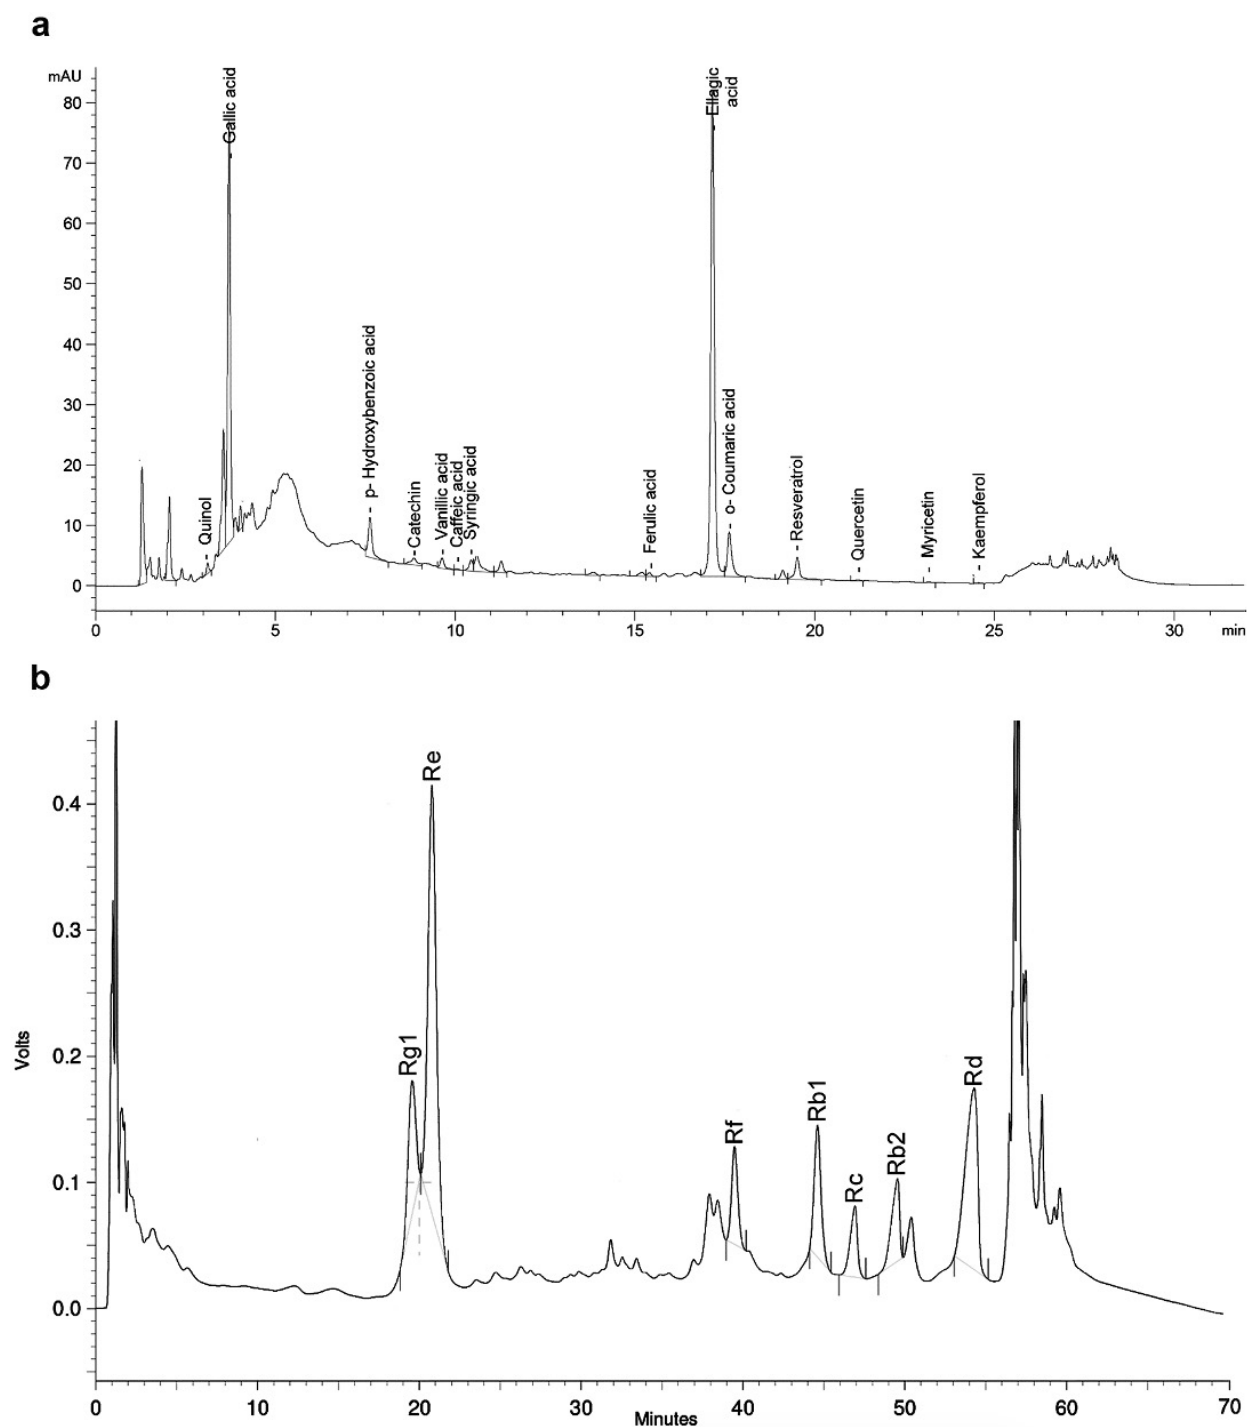 a
mAU
80
70
60
50
40
30
20
10
0
Quinol
Gallic acid
p- Hydroxybenzoic acid
Catechin
Vanillic acid
Caffeic acid
Syringic acid
Ferulic acid
Ellagic
acid
o- Coumaric acid
Resveratrol
Quercetin
Myricetin
Kaempferol
0 5 10 15 20 25 30 min
b
Volts
0.4
0.3
0.2
0.1
0.0
Rg1
Re
Rf
Rb1
Rc
Rb2
Rd
0 10 20 30 40 50 60 70
Minutes